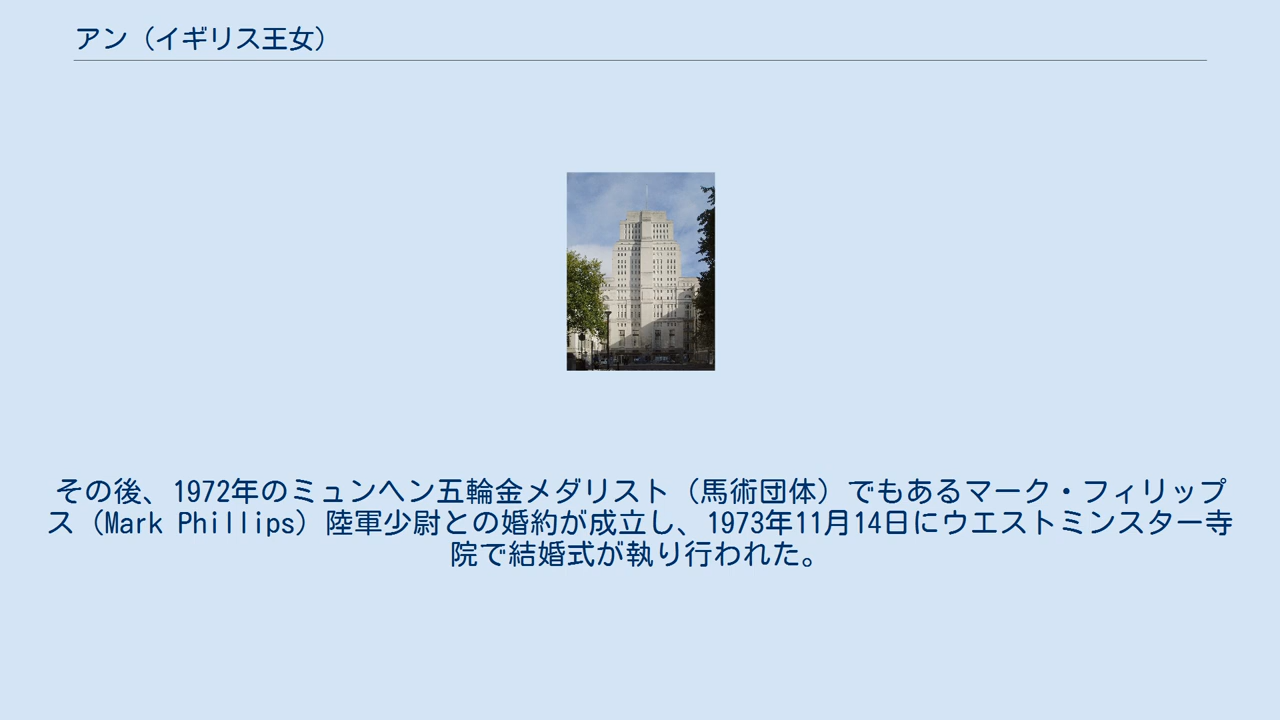 アン（イギリス王女）
その後、1972年のミュンヘン五輪金メダリスト（馬術団体）でもあるマーク・フィリップ
ス（Mark Phillips）陸軍少尉との婚約が成立し、1973年11月14日にウエストミンスター寺
院で結婚式が執り行われた。